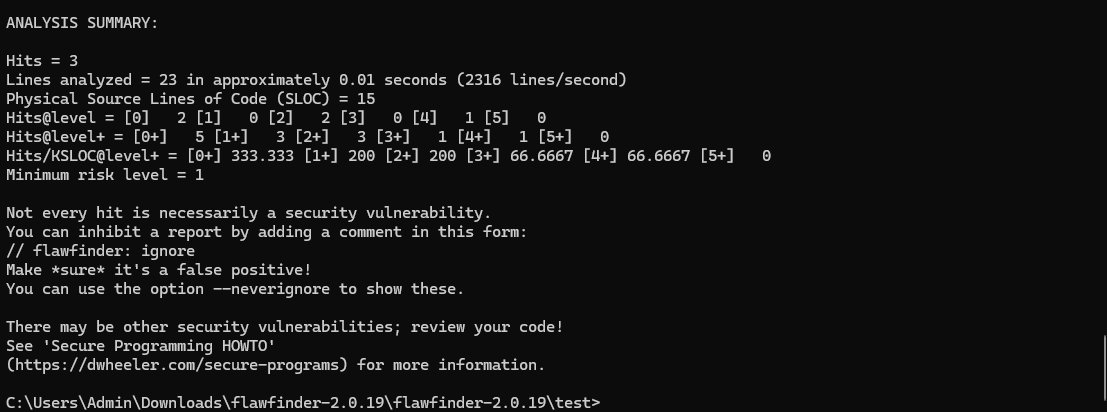 ANALYSIS SUMMARY:

Hits = 3
Lines analyzed = 23 in approximately 0.01 seconds (2316 lines/second)
Physical Source Lines of Code (SLOC) = 15
Hits@level = [0]   2 [1]   0 [2]   2 [3]   0 [4]   1 [5]   0
Hits@level+ = [0+]   5 [1+]   3 [2+]   3 [3+]   1 [4+]   1 [5+]   0
Hits/KSLOC@level+ = [0+] 333.333 [1+] 200 [2+] 200 [3+] 66.6667 [4+] 66.6667 [5+]   0
Minimum risk level = 1

Not every hit is necessarily a security vulnerability.
You can inhibit a report by adding a comment in this form:
// flawfinder: ignore
Make *sure* it's a false positive!
You can use the option --neverignore to show these.

There may be other security vulnerabilities; review your code!
See 'Secure Programming HOWTO'
(https://dwheeler.com/secure-programs) for more information.

C:\Users\Admin\Downloads\flawfinder-2.0.19\flawfinder-2.0.19\test>